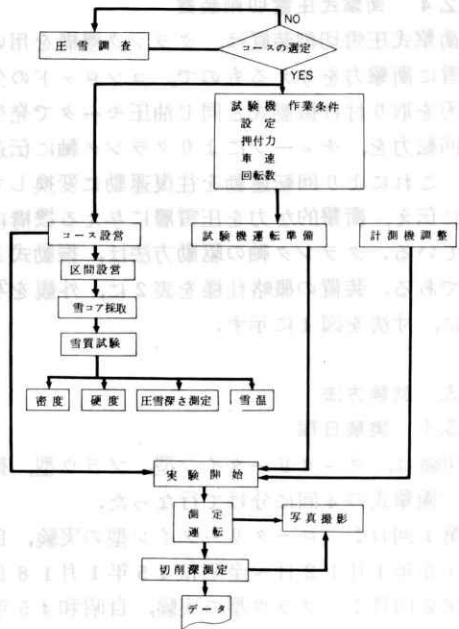 NO
圧雪調査
コースの選定
YES
試験機 作業条件
設定
押付力
車速
回転数
コース設営
試験機運転準備
計測機調整
区間設営
雪コア採取
雪質試験
密度
硬度
圧雪深さ測定
雪温
実験開始
測定
運転
写真撮影
切削深測定
データ